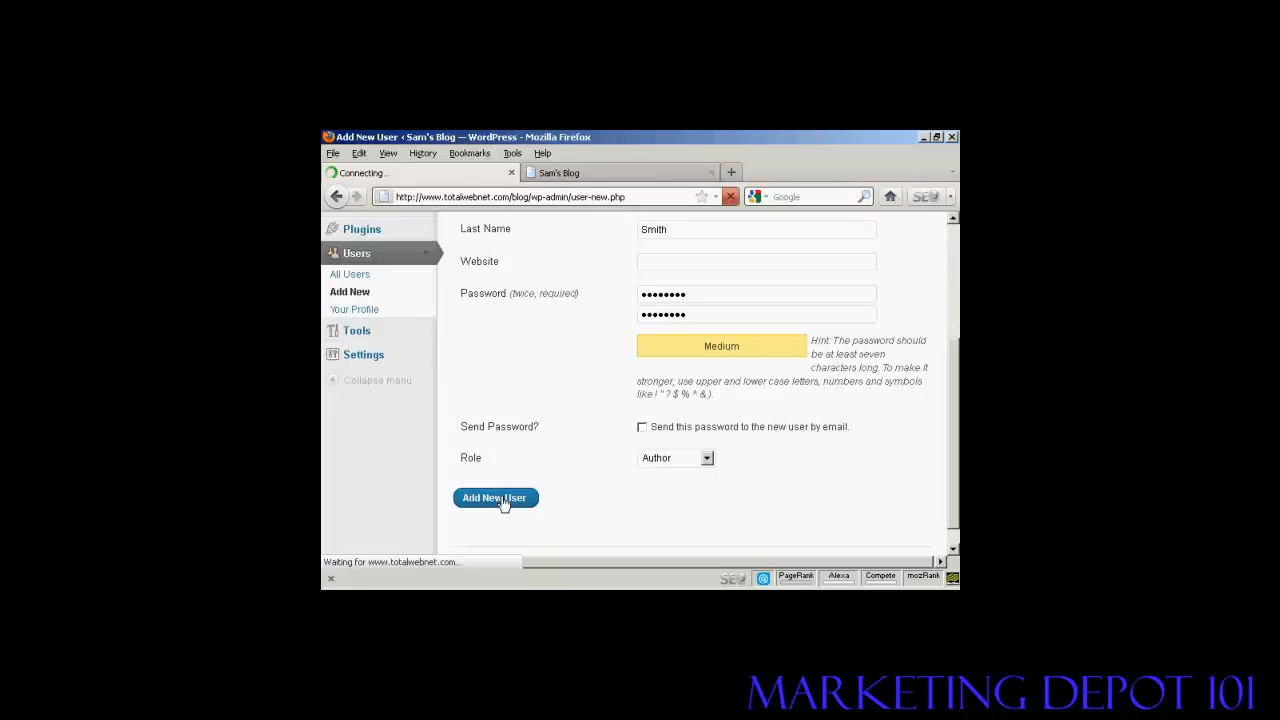 Add New User ‹ Sam's Blog — WordPress - Mozilla Firefox
File Edit View History Bookmarks Tools Help
Connecting... Sam's Blog
http://www.totalwebnet.com/blog/wp-admin/user-new.php Google SEO
Plugins
Users
All Users
Add New
Your Profile
Tools
Settings
Collapse menu
Last Name Smith
Website
Password (twice, required) ●●●●●●●●
●●●●●●●●
Medium
Hint: The password should
be at least seven
characters long. To make it
stronger, use upper and lower case letters, numbers and symbols
like ! " ? $ % ^ & ).
Send Password? Send this password to the new user by email.
Role Author
Add New User
Waiting for www.totalwebnet.com...
SEO PageRank Alexa Compete mozRank
MARKETING DEPOT 101